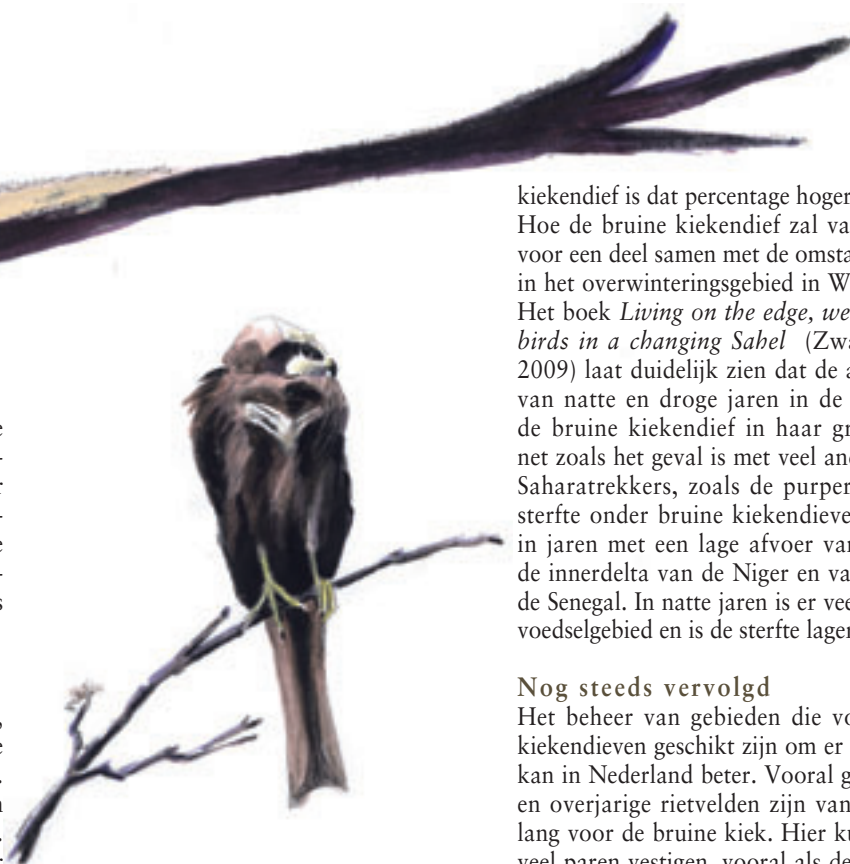 kiekendief is dat percentage hoger
Hoe de bruine kiekendief zal va
voor een deel samen met de omsta
in het overwinteringsgebied in W
Het boek Living on the edge, we
birds in a changing Sahel (Zwa
2009) laat duidelijk zien dat de a
van natte en droge jaren in de
de bruine kiekendief in haar gr
net zoals het geval is met veel and
Saharatrekkers, zoals de purper
sterfte onder bruine kiekendieve
in jaren met een lage afvoer van
de innerdelta van de Niger en va
de Senegal. In natte jaren is er vee
voedselgebied en is de sterfte lager
Nog steeds vervolgd
Het beheer van gebieden die vo
kiekendieven geschikt zijn om er
kan in Nederland beter. Vooral g
en overjarige rietvelden zijn van
lang voor de bruine kiek. Hier ku
veel paren vestigen, vooral als de